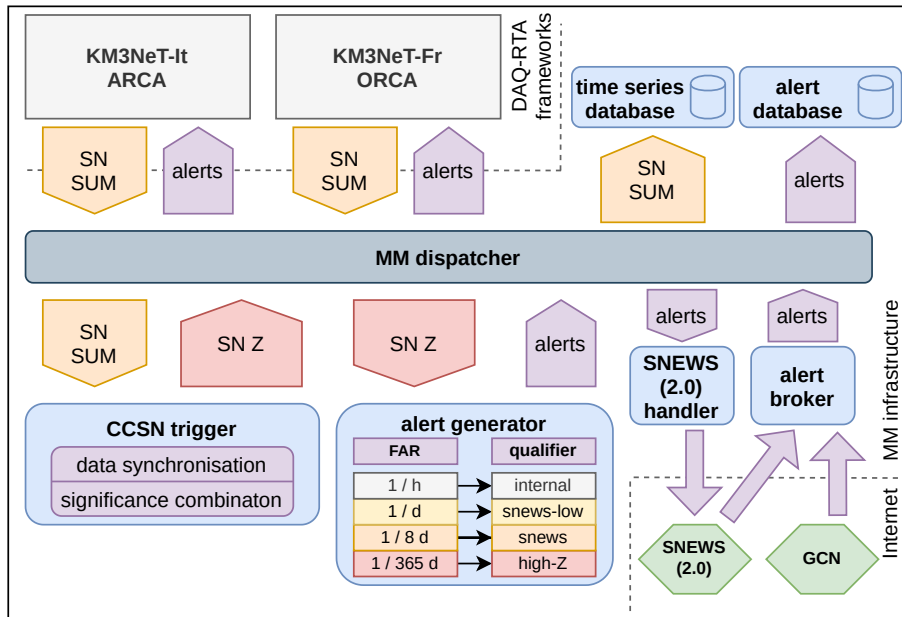 KM3NeT-It
ARCA
KM3NeT-Fr
ORCA
DAQ-RTA
frameworks
time series
database
alert
database
SN
SUM
alerts
SN
SUM
alerts
SN
SUM
alerts
MM dispatcher
SN
SUM
SN Z
SN Z
alerts
alerts
alerts
SNEWS
(2.0)
handler
alert
broker
MM infrastructure
CCSN trigger
data synchronisation
significance combinaton
alert generator
FAR
qualifier
1 / h
internal
1 / d
snews-low
1 / 8 d
snews
1 / 365 d
high-Z
SNEWS
(2.0)
GCN
Internet